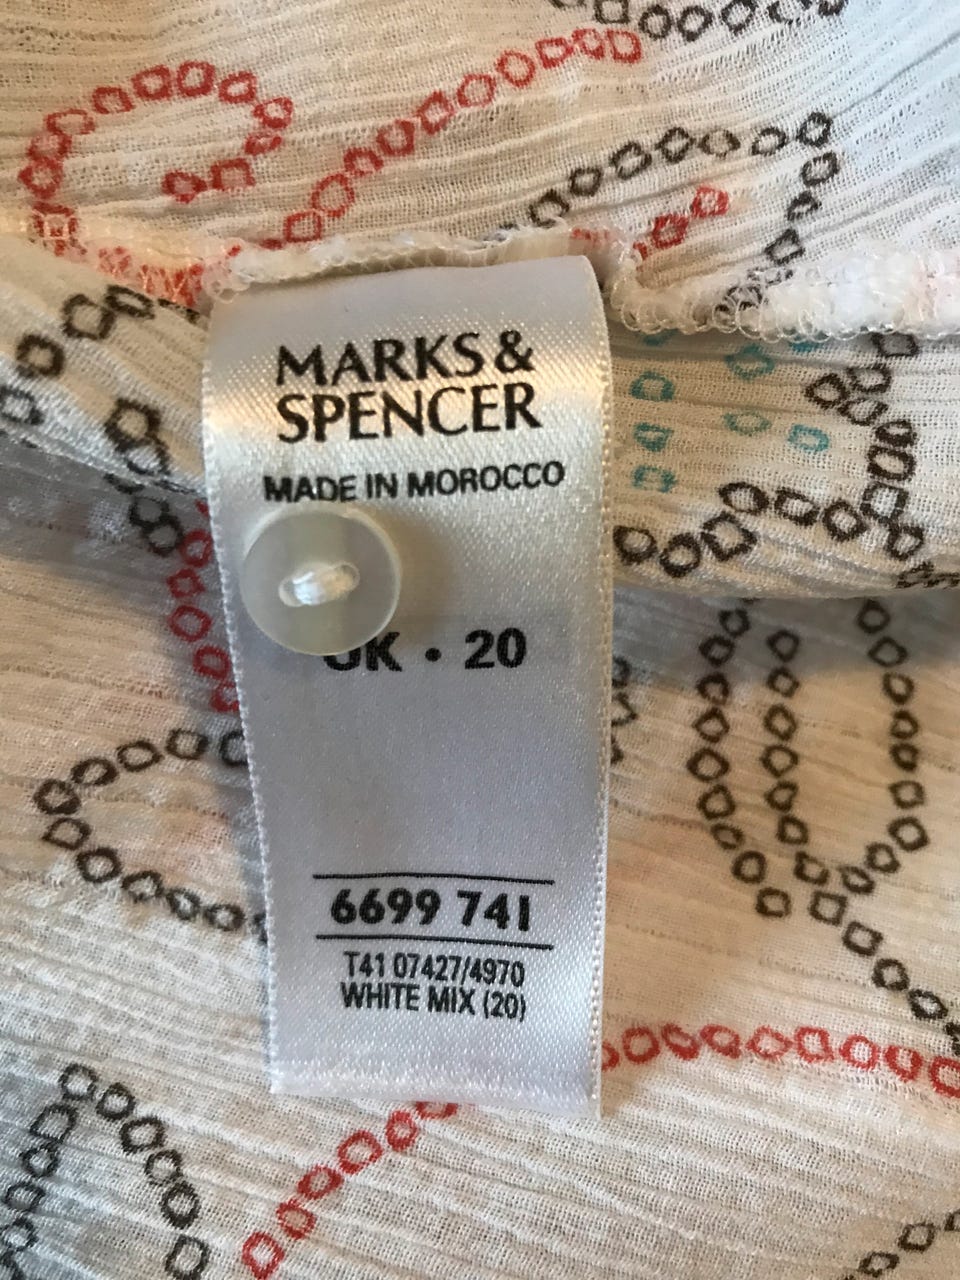 MARKS &
SPENCER
MADE IN MOROCCO
UK · 20
6699 741
T41 07427/4970
WHITE MIX (20)